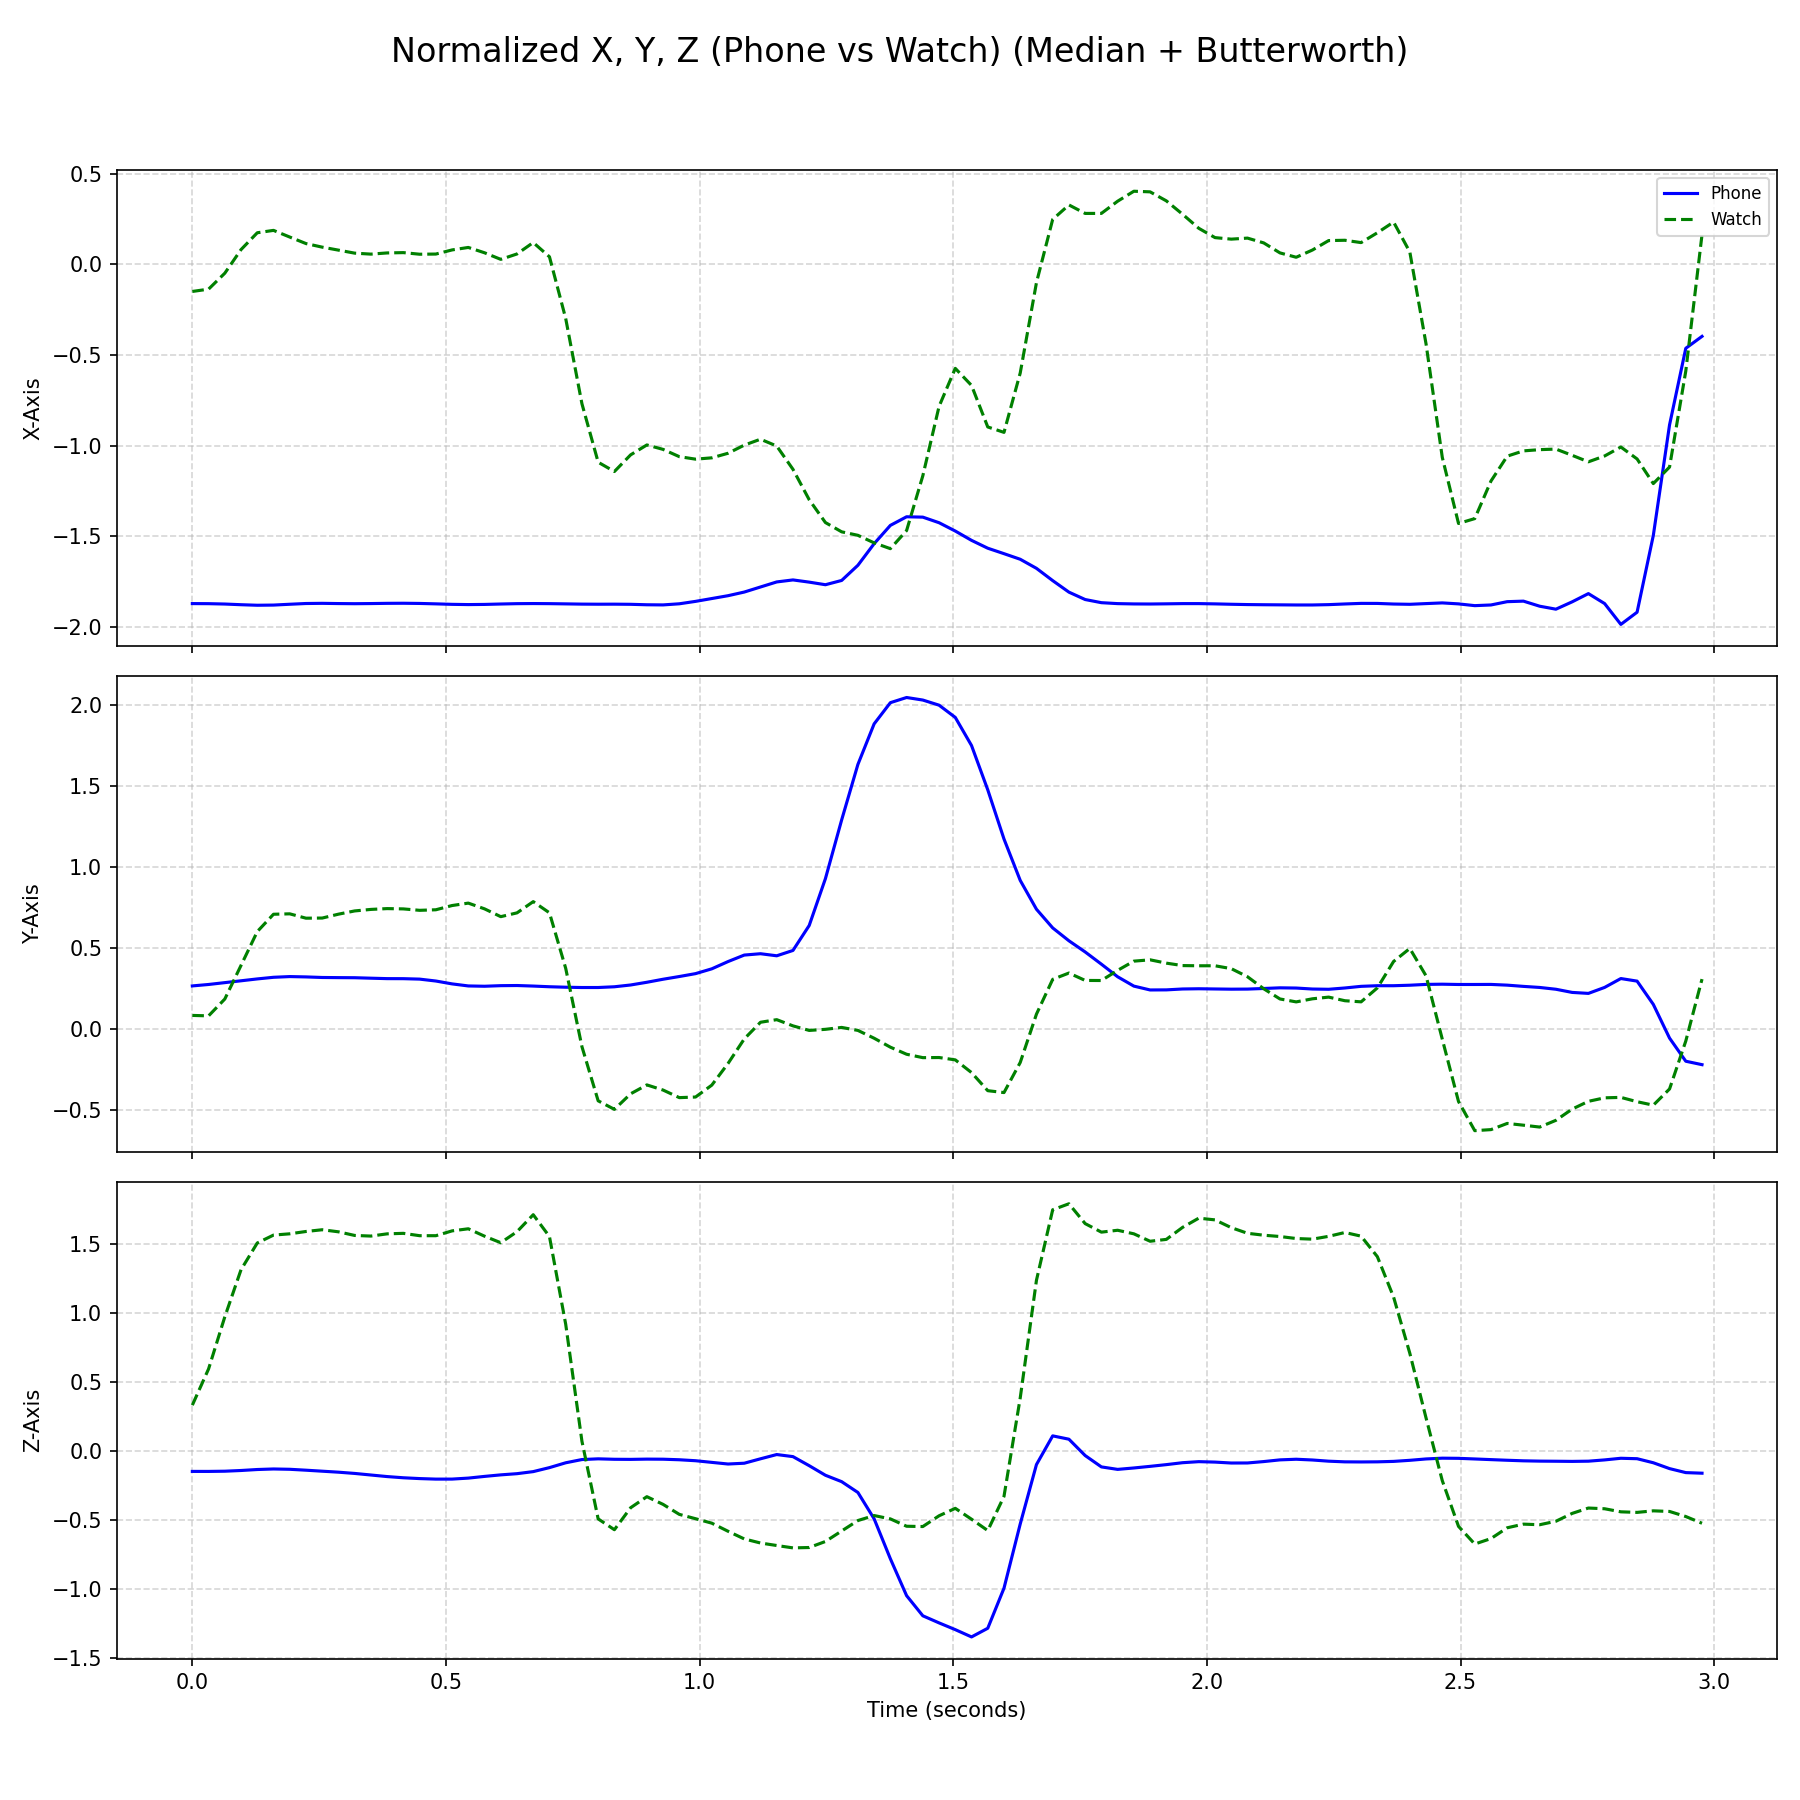 Normalized X, Y, Z (Phone vs Watch) (Median + Butterworth)
0.5
0.0
−0.5
−1.0
−1.5
−2.0
X-Axis
Phone
Watch
2.0
1.5
1.0
0.5
0.0
−0.5
Y-Axis
1.5
1.0
0.5
0.0
−0.5
−1.0
−1.5
Z-Axis
0.0 0.5 1.0 1.5 2.0 2.5 3.0
Time (seconds)